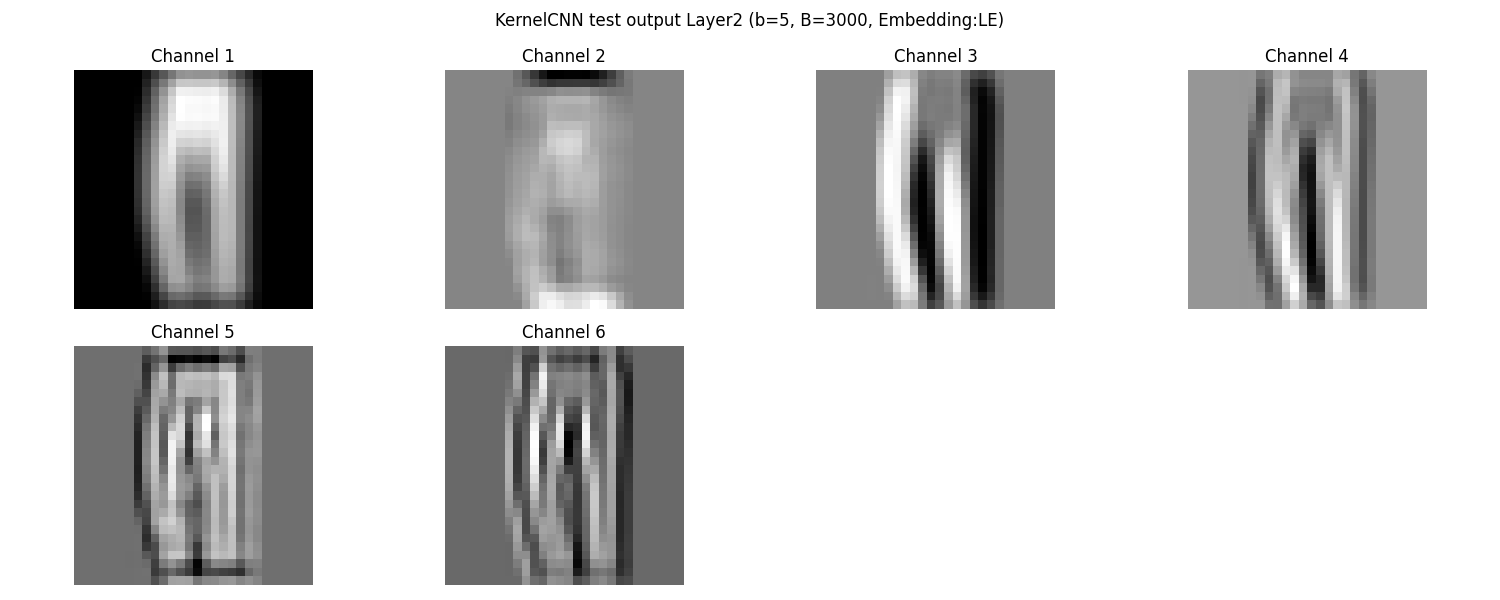 KernelCNN test output Layer2 (b=5, B=3000, Embedding:LE)
Channel 1
Channel 2
Channel 3
Channel 4
Channel 5
Channel 6